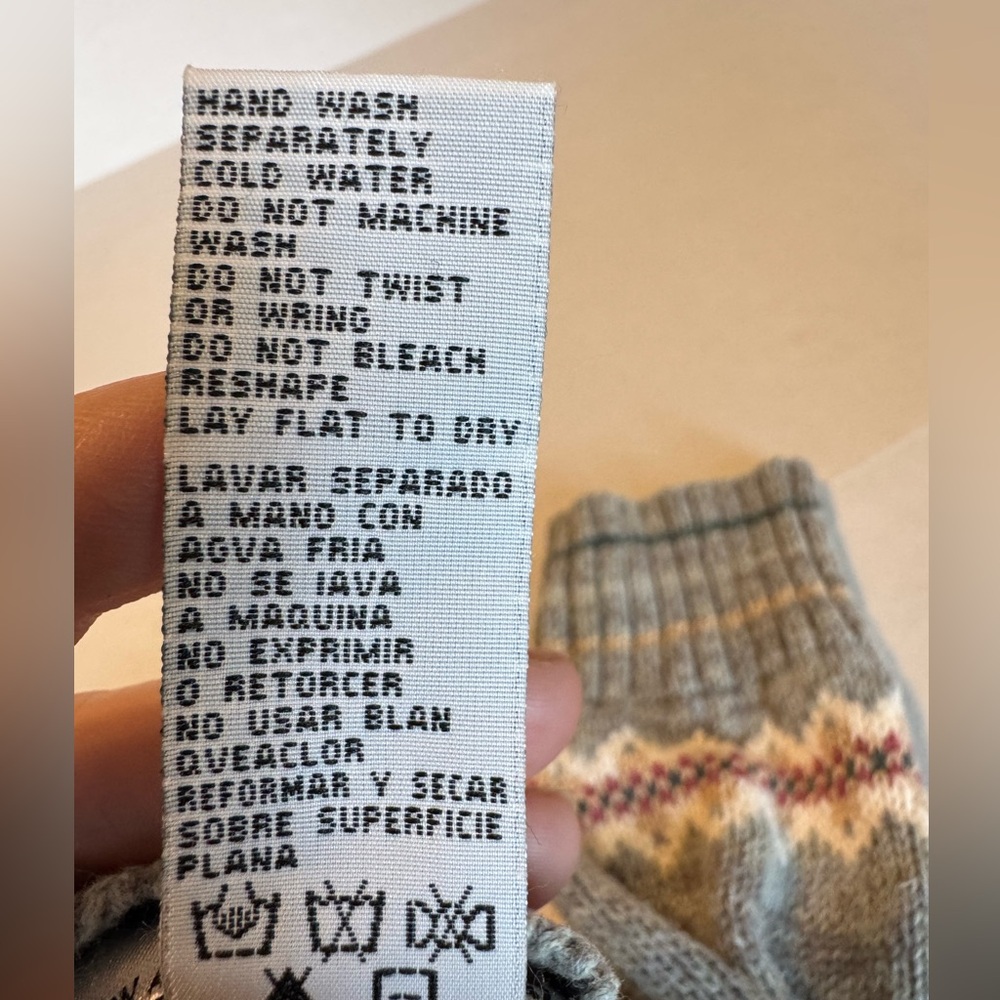 HAND WASH
SEPARATELY
COLD WATER
DO NOT MACHINE
WASH
DO NOT TWIST
OR WRING
DO NOT BLEACH
RESHAPE
LAY FLAT TO DRY
LAVAR SEPARADO
A MANO CON
AGVA FRIA
NO SE IAVA
A MAQUINA
NO EXPRIMIR
O RETORCER
NO USAR BLAN
QVEACLOR
REFORMAR Y SECAR
SOBRE SUPERFICIE
PLANA